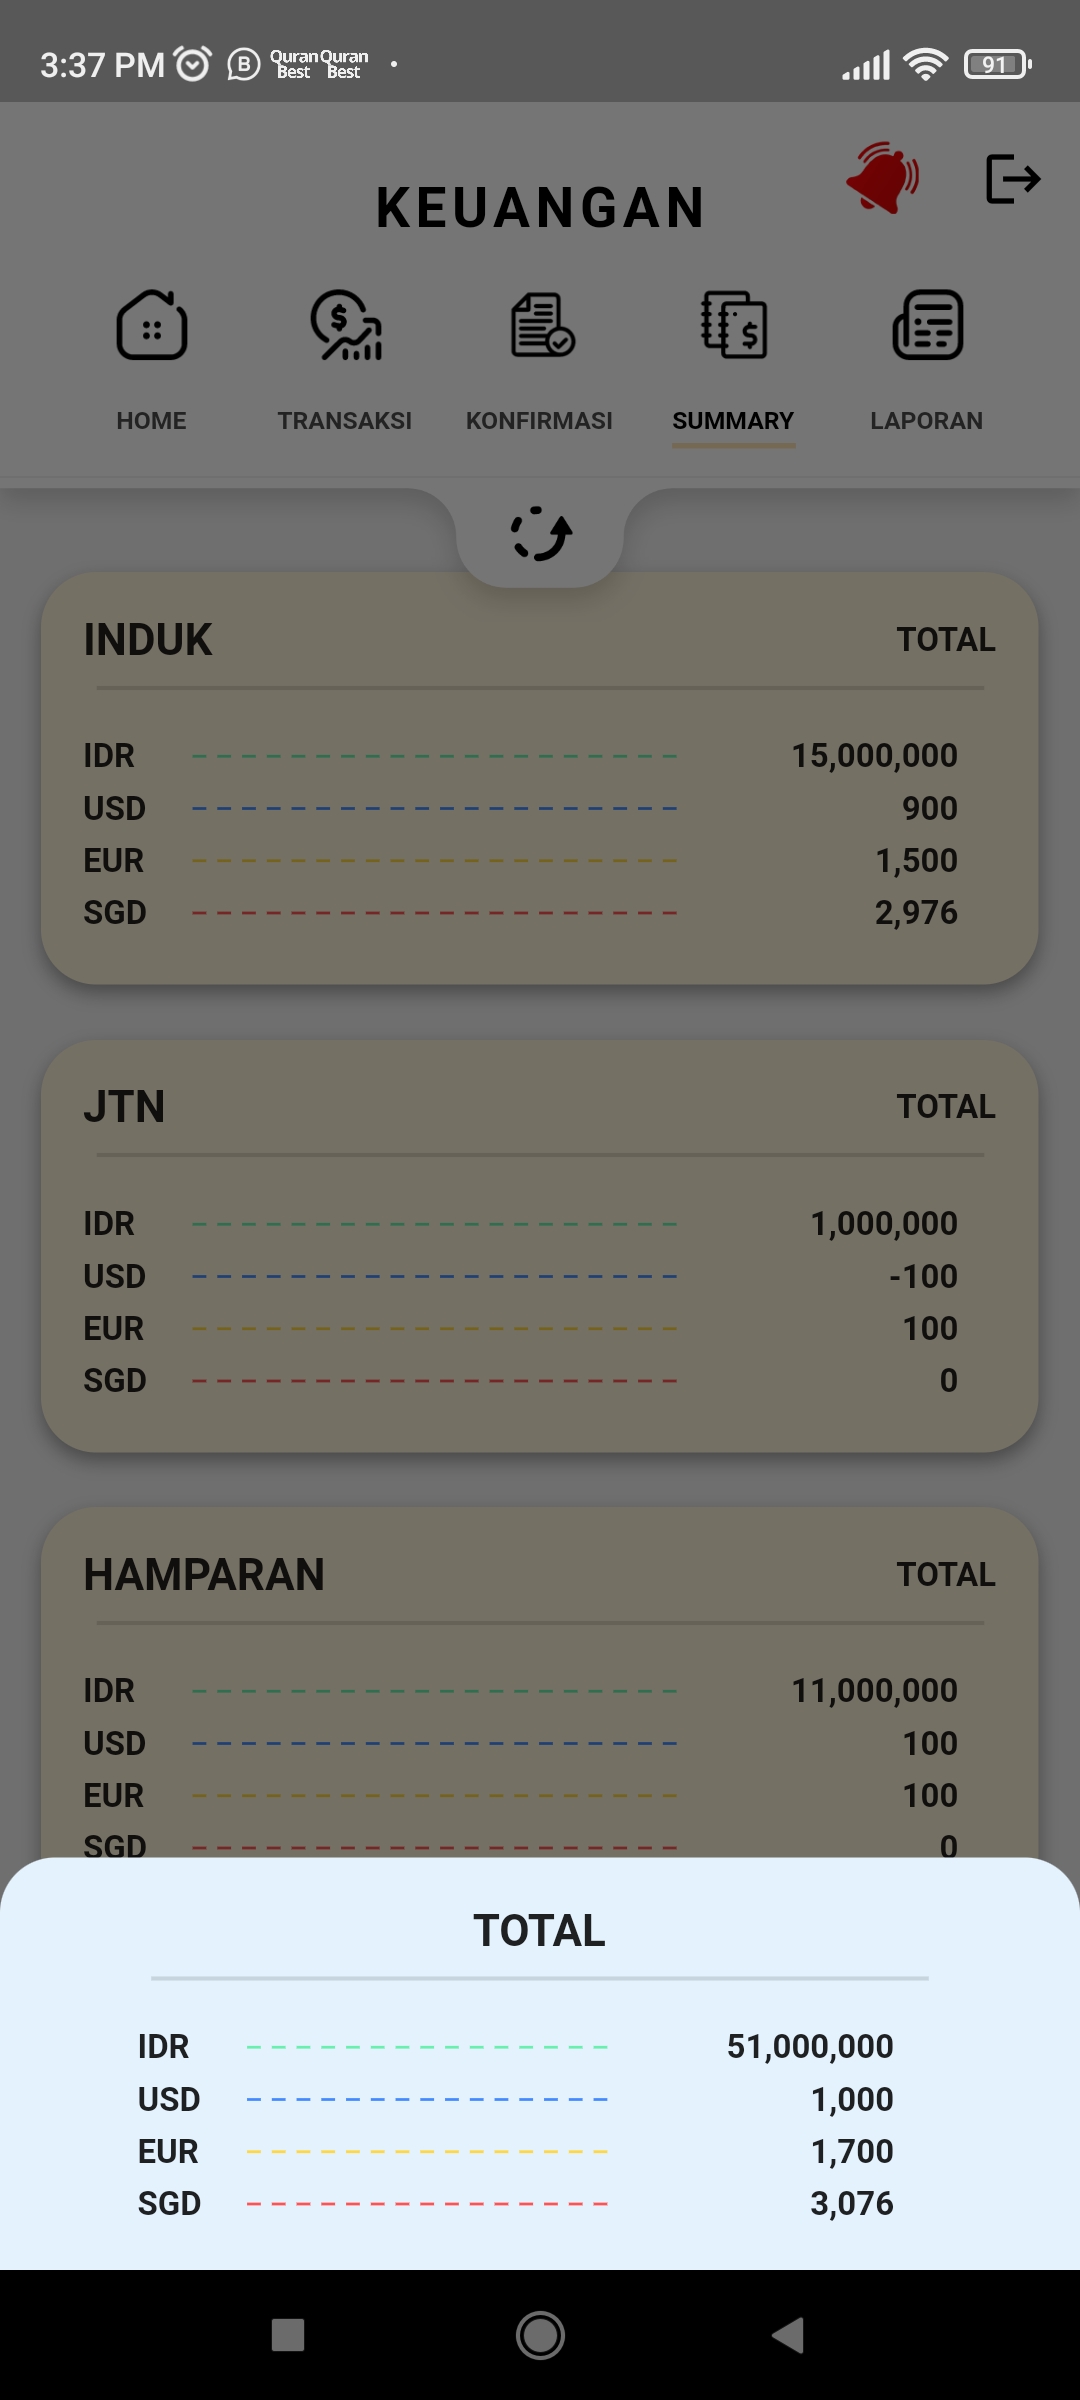 3:37 PM B Quran Best Quran Best 91
KEUANGAN
HOME TRANSAKSI KONFIRMASI SUMMARY LAPORAN
INDUK TOTAL
IDR 15,000,000
USD 900
EUR 1,500
SGD 2,976
JTN TOTAL
IDR 1,000,000
USD -100
EUR 100
SGD 0
HAMPARAN TOTAL
IDR 11,000,000
USD 100
EUR 100
SGD 0
TOTAL
IDR 51,000,000
USD 1,000
EUR 1,700
SGD 3,076